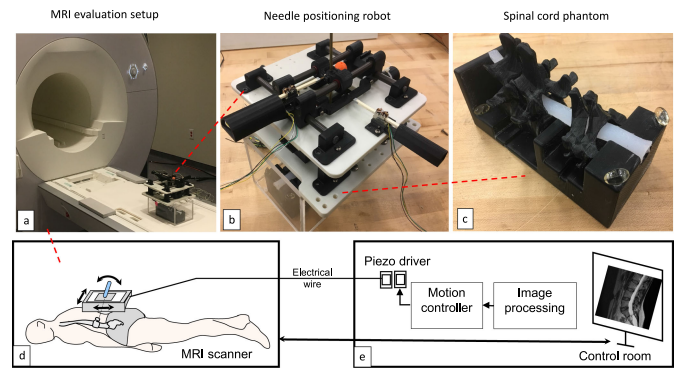 MRI evaluation setup
Needle positioning robot
Spinal cord phantom
a
b
c
Electrical
wire
Piezo driver
Motion
controller
Image
processing
MRI scanner
Control room
d
e